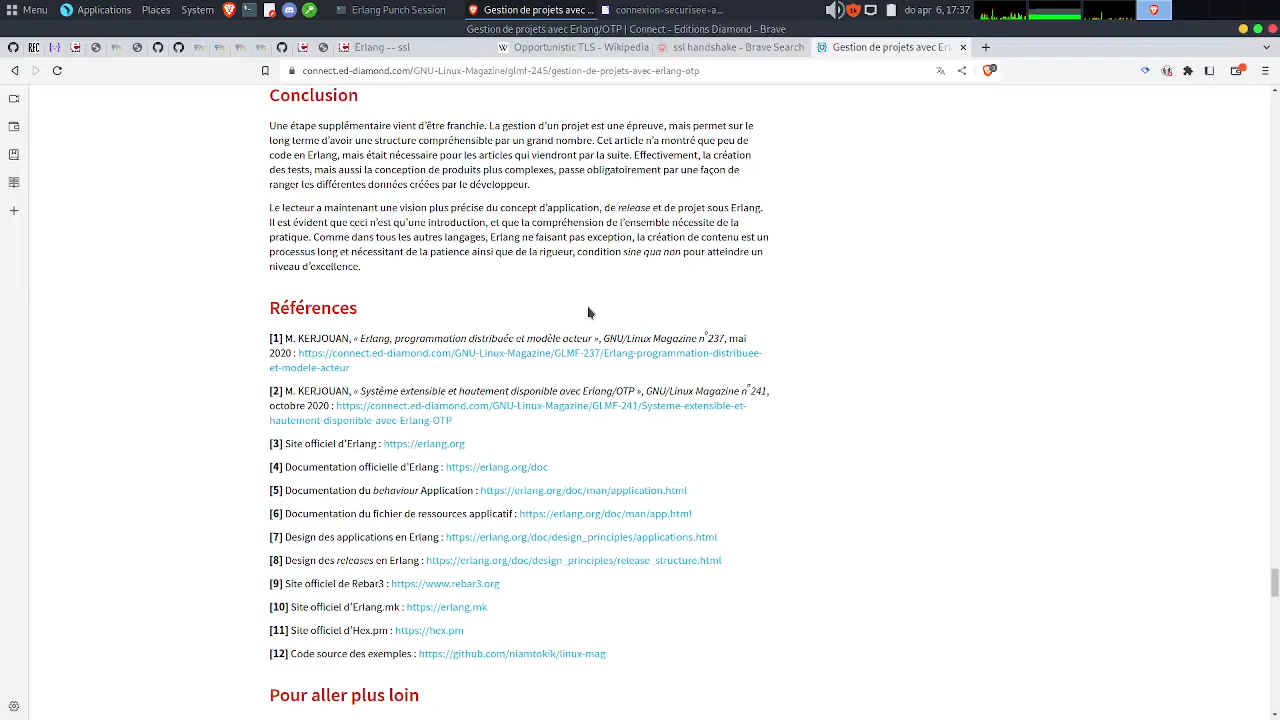 Menu Applications Places System Erlang Punch Session Gestion de projets avec ... connexion-securisee-a... do apr 6, 17:37
Gestion de projets avec Erlang/OTP | Connect - Editions Diamond - Brave
Erlang -- ssl Opportunistic TLS - Wikipedia ssl handshake - Brave Search Gestion de projets avec Erl
connect.ed-diamond.com/GNU-Linux-Magazine/glmf-245/gestion-de-projets-avec-erlang-otp
Conclusion
Une étape supplémentaire vient d'être franchie. La gestion d'un projet est une épreuve, mais permet sur le
long terme d'avoir une structure compréhensible par un grand nombre. Cet article n'a montré que peu de
code en Erlang, mais était nécessaire pour les articles qui viendront par la suite. Effectivement, la création
des tests, mais aussi la conception de produits plus complexes, passe obligatoirement par une façon de
ranger les différentes données créées par le développeur.
Le lecteur a maintenant une vision plus précise du concept d'application, de release et de projet sous Erlang.
Il est évident que ceci n'est qu'une introduction, et que la compréhension de l'ensemble nécessite de la
pratique. Comme dans tous les autres langages, Erlang ne faisant pas exception, la création de contenu est un
processus long et nécessitant de la patience ainsi que de la rigueur, condition sine qua non pour atteindre un
niveau d'excellence.
Références
[1] M. KERJOUAN, « Erlang, programmation distribuée et modèle acteur », GNU/Linux Magazine n°237, mai
2020 : https://connect.ed-diamond.com/GNU-Linux-Magazine/GLMF-237/Erlang-programmation-distribuee-
et-modele-acteur
[2] M. KERJOUAN, « Système extensible et hautement disponible avec Erlang/OTP », GNU/Linux Magazine n°241,
octobre 2020 : https://connect.ed-diamond.com/GNU-Linux-Magazine/GLMF-241/Systeme-extensible-et-
hautement-disponible-avec-Erlang-OTP
[3] Site officiel d'Erlang : https://erlang.org
[4] Documentation officielle d'Erlang : https://erlang.org/doc
[5] Documentation du behaviour Application : https://erlang.org/doc/man/application.html
[6] Documentation du fichier de ressources applicatif : https://erlang.org/doc/man/app.html
[7] Design des applications en Erlang : https://erlang.org/doc/design_principles/applications.html
[8] Design des releases en Erlang : https://erlang.org/doc/design_principles/release_structure.html
[9] Site officiel de Rebar3 : https://www.rebar3.org
[10] Site officiel d'Erlang.mk : https://erlang.mk
[11] Site officiel d'Hex.pm : https://hex.pm
[12] Code source des exemples : https://github.com/niamtokik/linux-mag
Pour aller plus loin